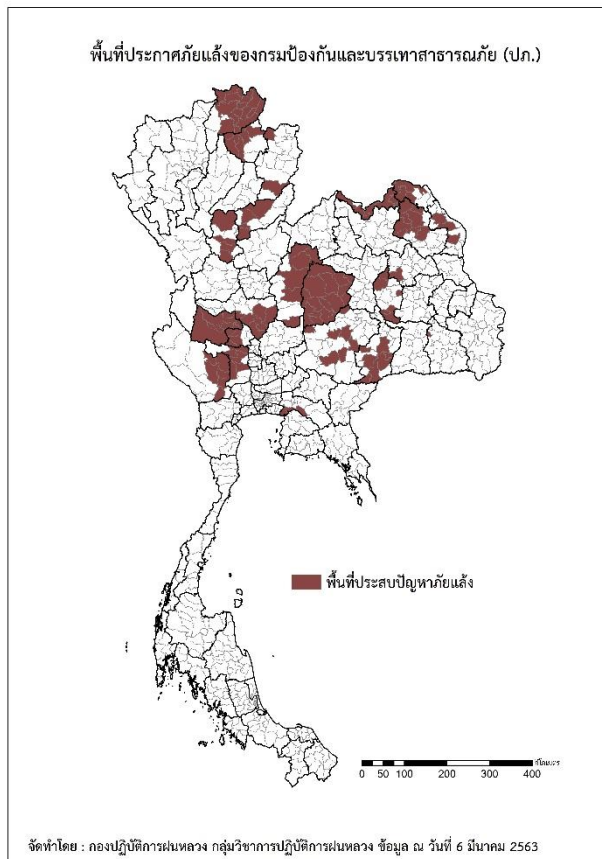 พื้นที่ประกาศภัยแล้งของกรมป้องกันและบรรเทาสาธารณภัย (ปภ.)
พื้นที่ประสบปัญหาภัยแล้ง
กิโลเมตร
0 50 100 200 300 400
จัดทำโดย : กองปฏิบัติการฝนหลวง กลุ่มวิชาการปฏิบัติการฝนหลวง ข้อมูล ณ วันที่ 6 มีนาคม 2563